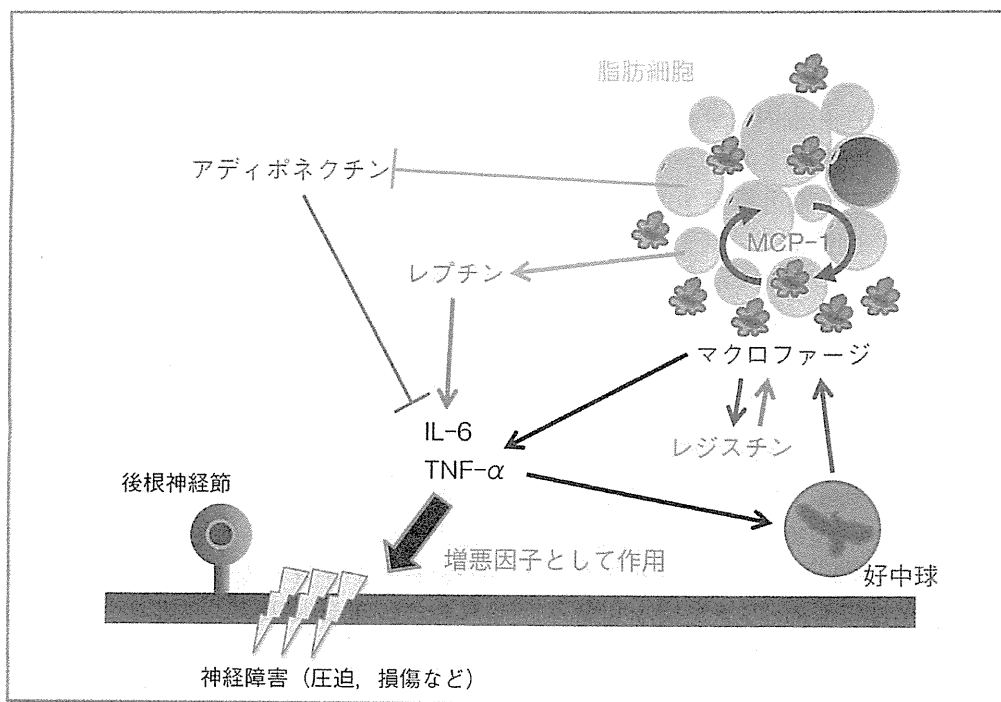 脂肪細胞
アディポネクチン
MCP-1
レプチン
マクロファージ
IL-6
TNF-α
レジスチン
後根神経節
増悪因子として作用
好中球
神経障害（圧迫，損傷など）